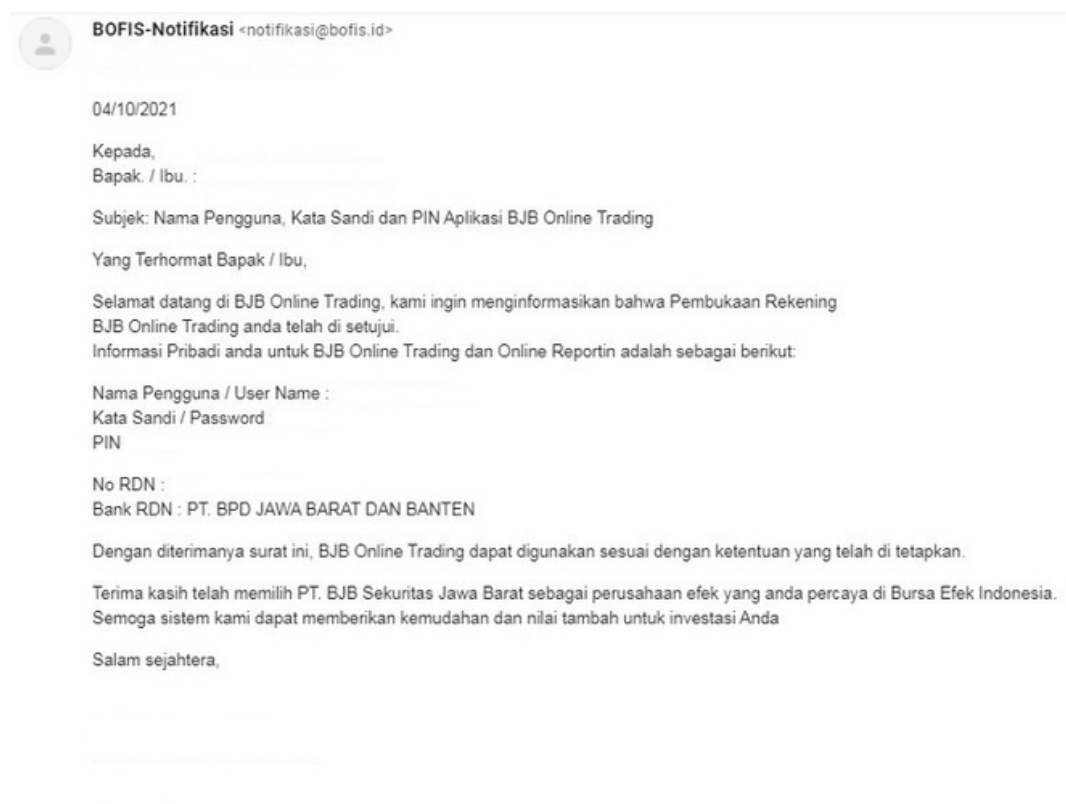 BOFIS-Notifikasi <notifikasi@bofis.id>
04/10/2021
Kepada,
Bapak. / Ibu. :
Subjek: Nama Pengguna, Kata Sandi dan PIN Aplikasi BJB Online Trading
Yang Terhormat Bapak / Ibu,
Selamat datang di BJB Online Trading, kami ingin menginformasikan bahwa Pembukaan Rekening
BJB Online Trading anda telah di setujui.
Informasi Pribadi anda untuk BJB Online Trading dan Online Reportin adalah sebagai berikut:
Nama Pengguna / User Name :
Kata Sandi / Password
PIN
No RDN :
Bank RDN : PT. BPD JAWA BARAT DAN BANTEN
Dengan diterimanya surat ini, BJB Online Trading dapat digunakan sesuai dengan ketentuan yang telah di tetapkan.
Terima kasih telah memilih PT. BJB Sekuritas Jawa Barat sebagai perusahaan efek yang anda percaya di Bursa Efek Indonesia.
Semoga sistem kami dapat memberikan kemudahan dan nilai tambah untuk investasi Anda
Salam sejahtera,